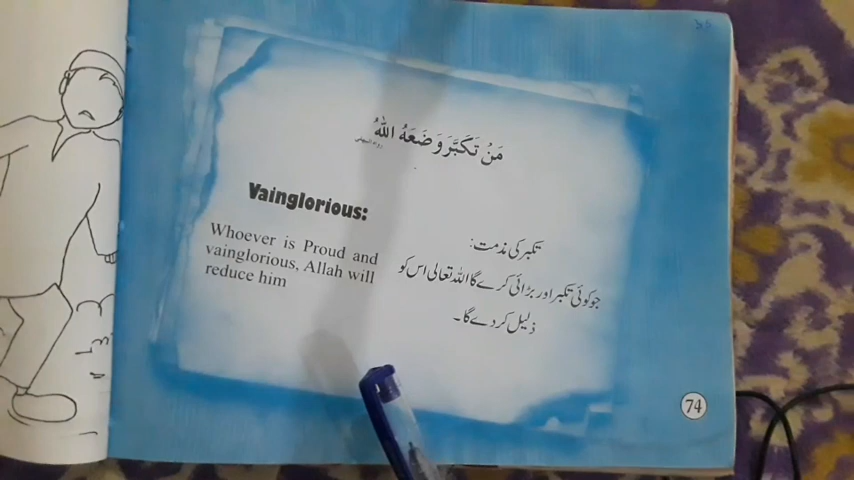 مَنْ تَكَبَّرَ وَضَعَهُ اللّٰهُ
Vainglorious:
Whoever is Proud and
vainglorious, Allah will
reduce him
تکبر کی مذمت:
جو کوئی تکبر اور بڑائی کرے گا اللہ تعالی اس کو
ذلیل کر دے گا۔
74